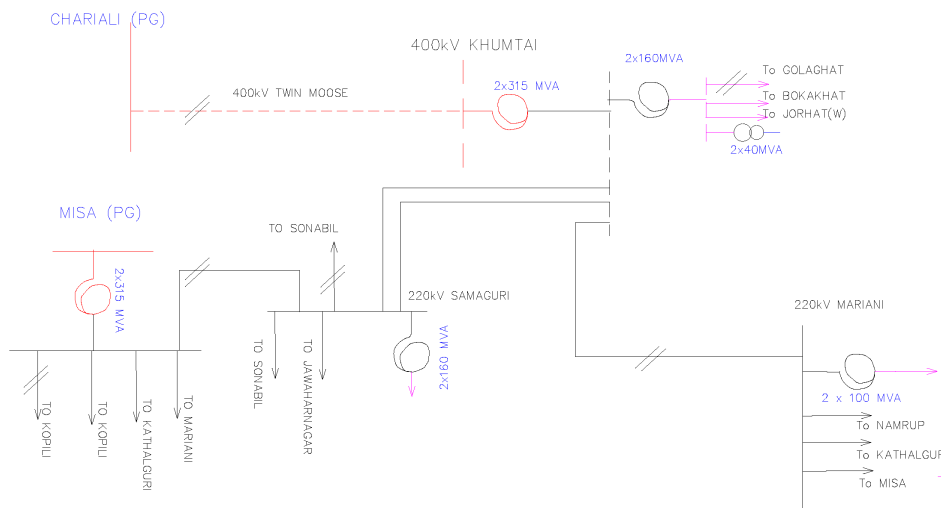 CHARIALI (PG)
400kV KHUMTAI
2x160MVA
To GOLAGHAT
400kV TWIN MOOSE
2x315 MVA
To BOKAKHAT
To JORHAT(W)
2x40MVA
MISA (PG)
TO SONABIL
2x315 MVA
220kV SAMAGURI
220kV MARIANI
TO SONABIL
TO JAWAHARNAGAR
2x160 MVA
2 x 100 MVA
TO KOPILI
TO KOPILI
TO KATHALGURI
TO MARIANI
To NAMRUP
To KATHALGUR
To MISA